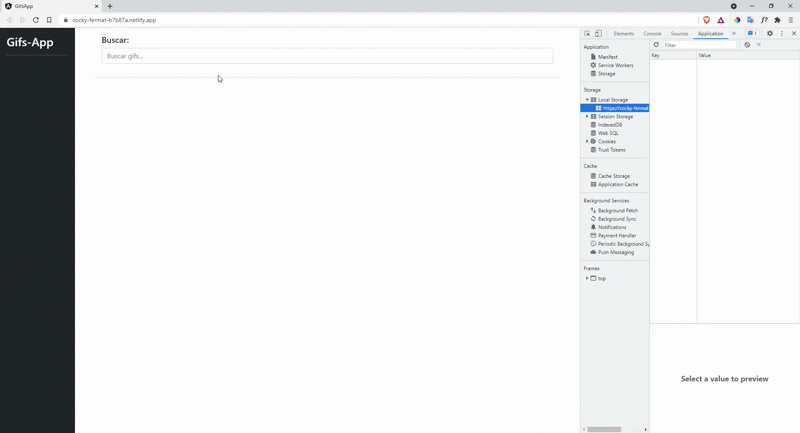 GifsApp
cocky-fermat-b7b87a.netlify.app
Gifs-App
Buscar:
Buscar gifs...
Elements
Console
Sources
Application
1
Filter
Key
Value
Application
Manifest
Service Workers
Storage
Storage
Local Storage
https://cocky-fermat
Session Storage
IndexedDB
Web SQL
Cookies
Trust Tokens
Cache
Cache Storage
Application Cache
Background Services
Background Fetch
Background Sync
Notifications
Payment Handler
Periodic Background Sy
Push Messaging
Frames
top
Select a value to preview